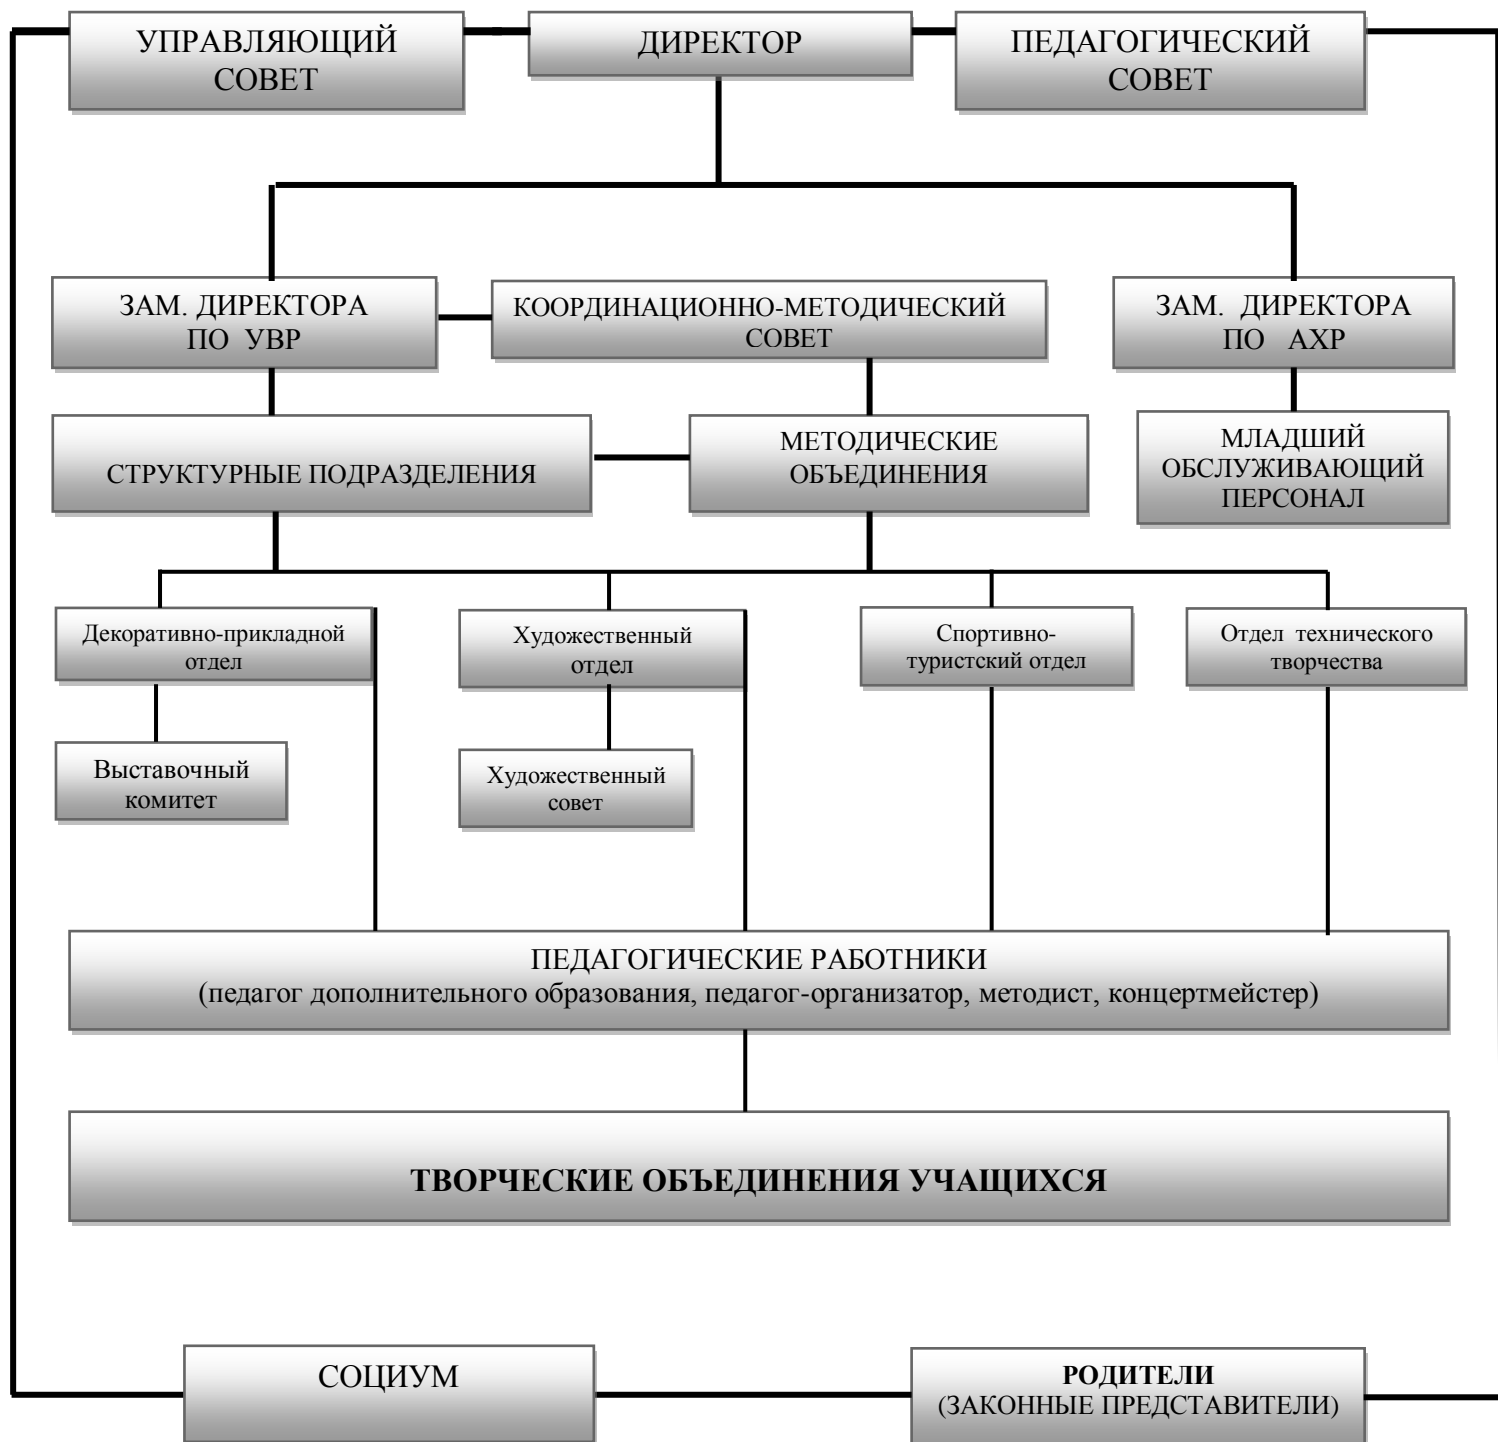 УПРАВЛЯЮЩИЙ
СОВЕТ
ДИРЕКТОР
ПЕДАГОГИЧЕСКИЙ
СОВЕТ
ЗАМ. ДИРЕКТОРА
ПО УВР
КООРДИНАЦИОННО-МЕТОДИЧЕСКИЙ
СОВЕТ
ЗАМ. ДИРЕКТОРА
ПО АХР
СТРУКТУРНЫЕ ПОДРАЗДЕЛЕНИЯ
МЕТОДИЧЕСКИЕ
ОБЪЕДИНЕНИЯ
МЛАДШИЙ
ОБСЛУЖИВАЮЩИЙ
ПЕРСОНАЛ
Декоративно-прикладной
отдел
Художественный
отдел
Спортивно-
туристский отдел
Отдел технического
творчества
Выставочный
комитет
Художественный
совет
ПЕДАГОГИЧЕСКИЕ РАБОТНИКИ
(педагог дополнительного образования, педагог-организатор, методист, концертмейстер)
ТВОРЧЕСКИЕ ОБЪЕДИНЕНИЯ УЧАЩИХСЯ
СОЦИУМ
РОДИТЕЛИ
(ЗАКОННЫЕ ПРЕДСТАВИТЕЛИ)